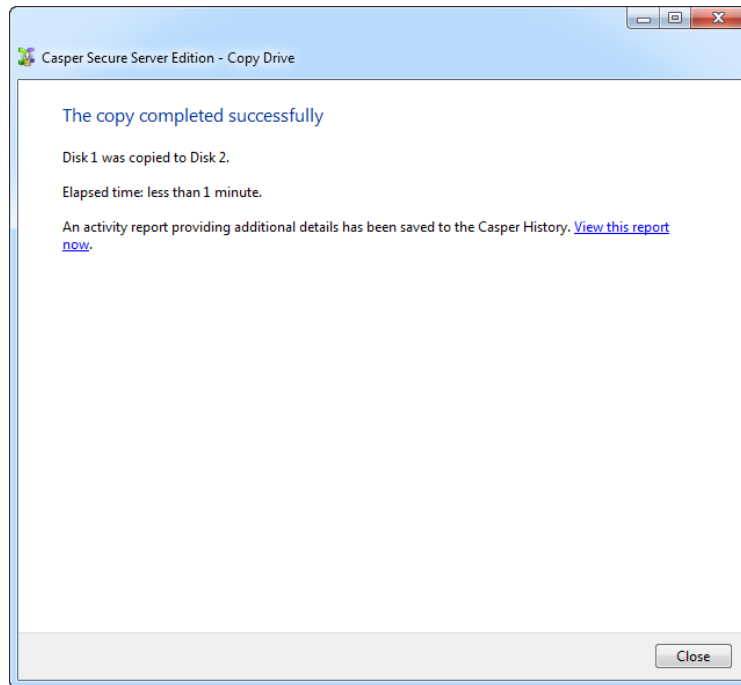 Casper Secure Server Edition - Copy Drive
The copy completed successfully
Disk 1 was copied to Disk 2.
Elapsed time: less than 1 minute.
An activity report providing additional details has been saved to the Casper History. View this report
now.
Close